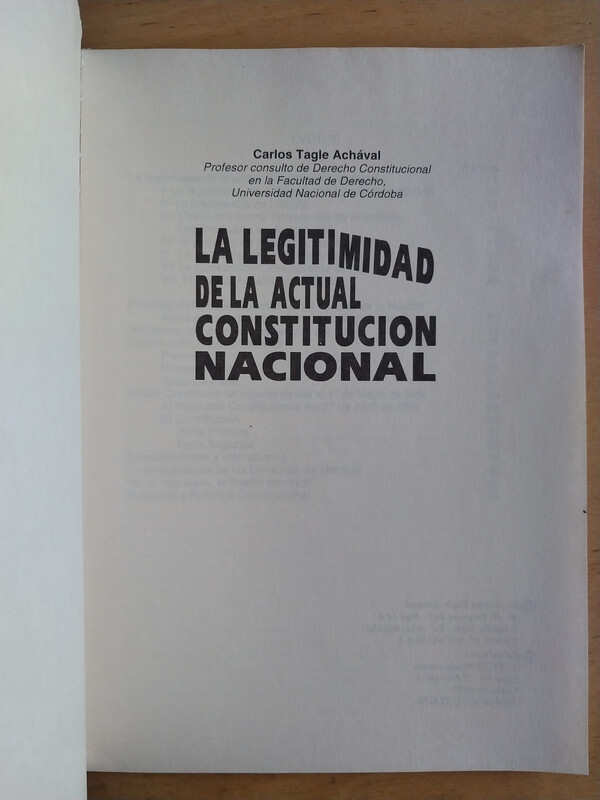 Carlos Tagle Achával
Profesor consulto de Derecho Constitucional
en la Facultad de Derecho,
Universidad Nacional de Córdoba
LA LEGITIMIDAD
DE LA ACTUAL
CONSTITUCION
NACIONAL